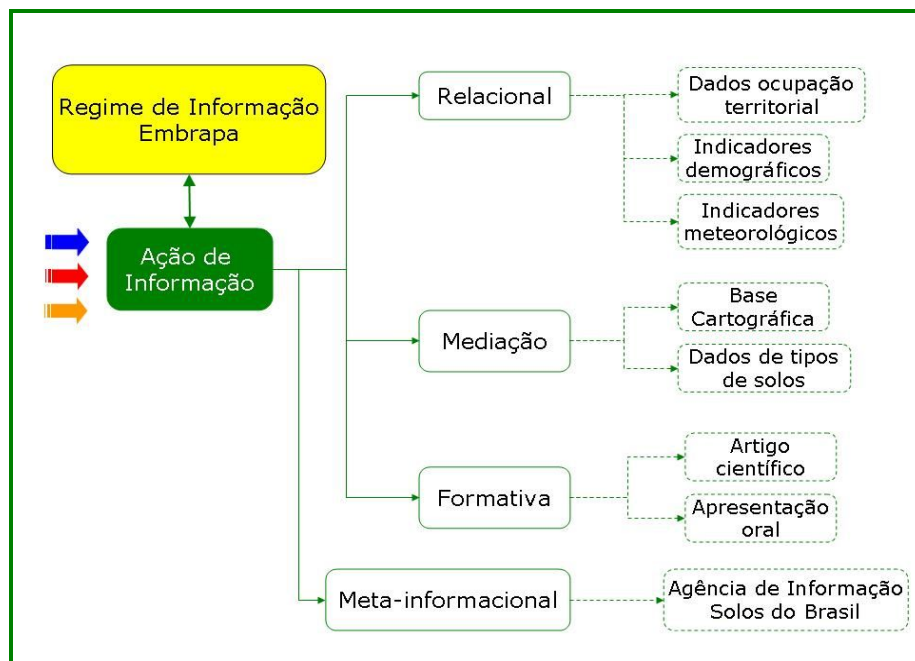 Regime de Informação
Embrapa
Ação de
Informação
Relacional
Dados ocupação
territorial
Indicadores
demográficos
Indicadores
meteorológicos
Mediação
Base
Cartográfica
Dados de tipos
de solos
Formativa
Artigo
científico
Apresentação
oral
Meta-informacional
Agência de Informação
Solos do Brasil